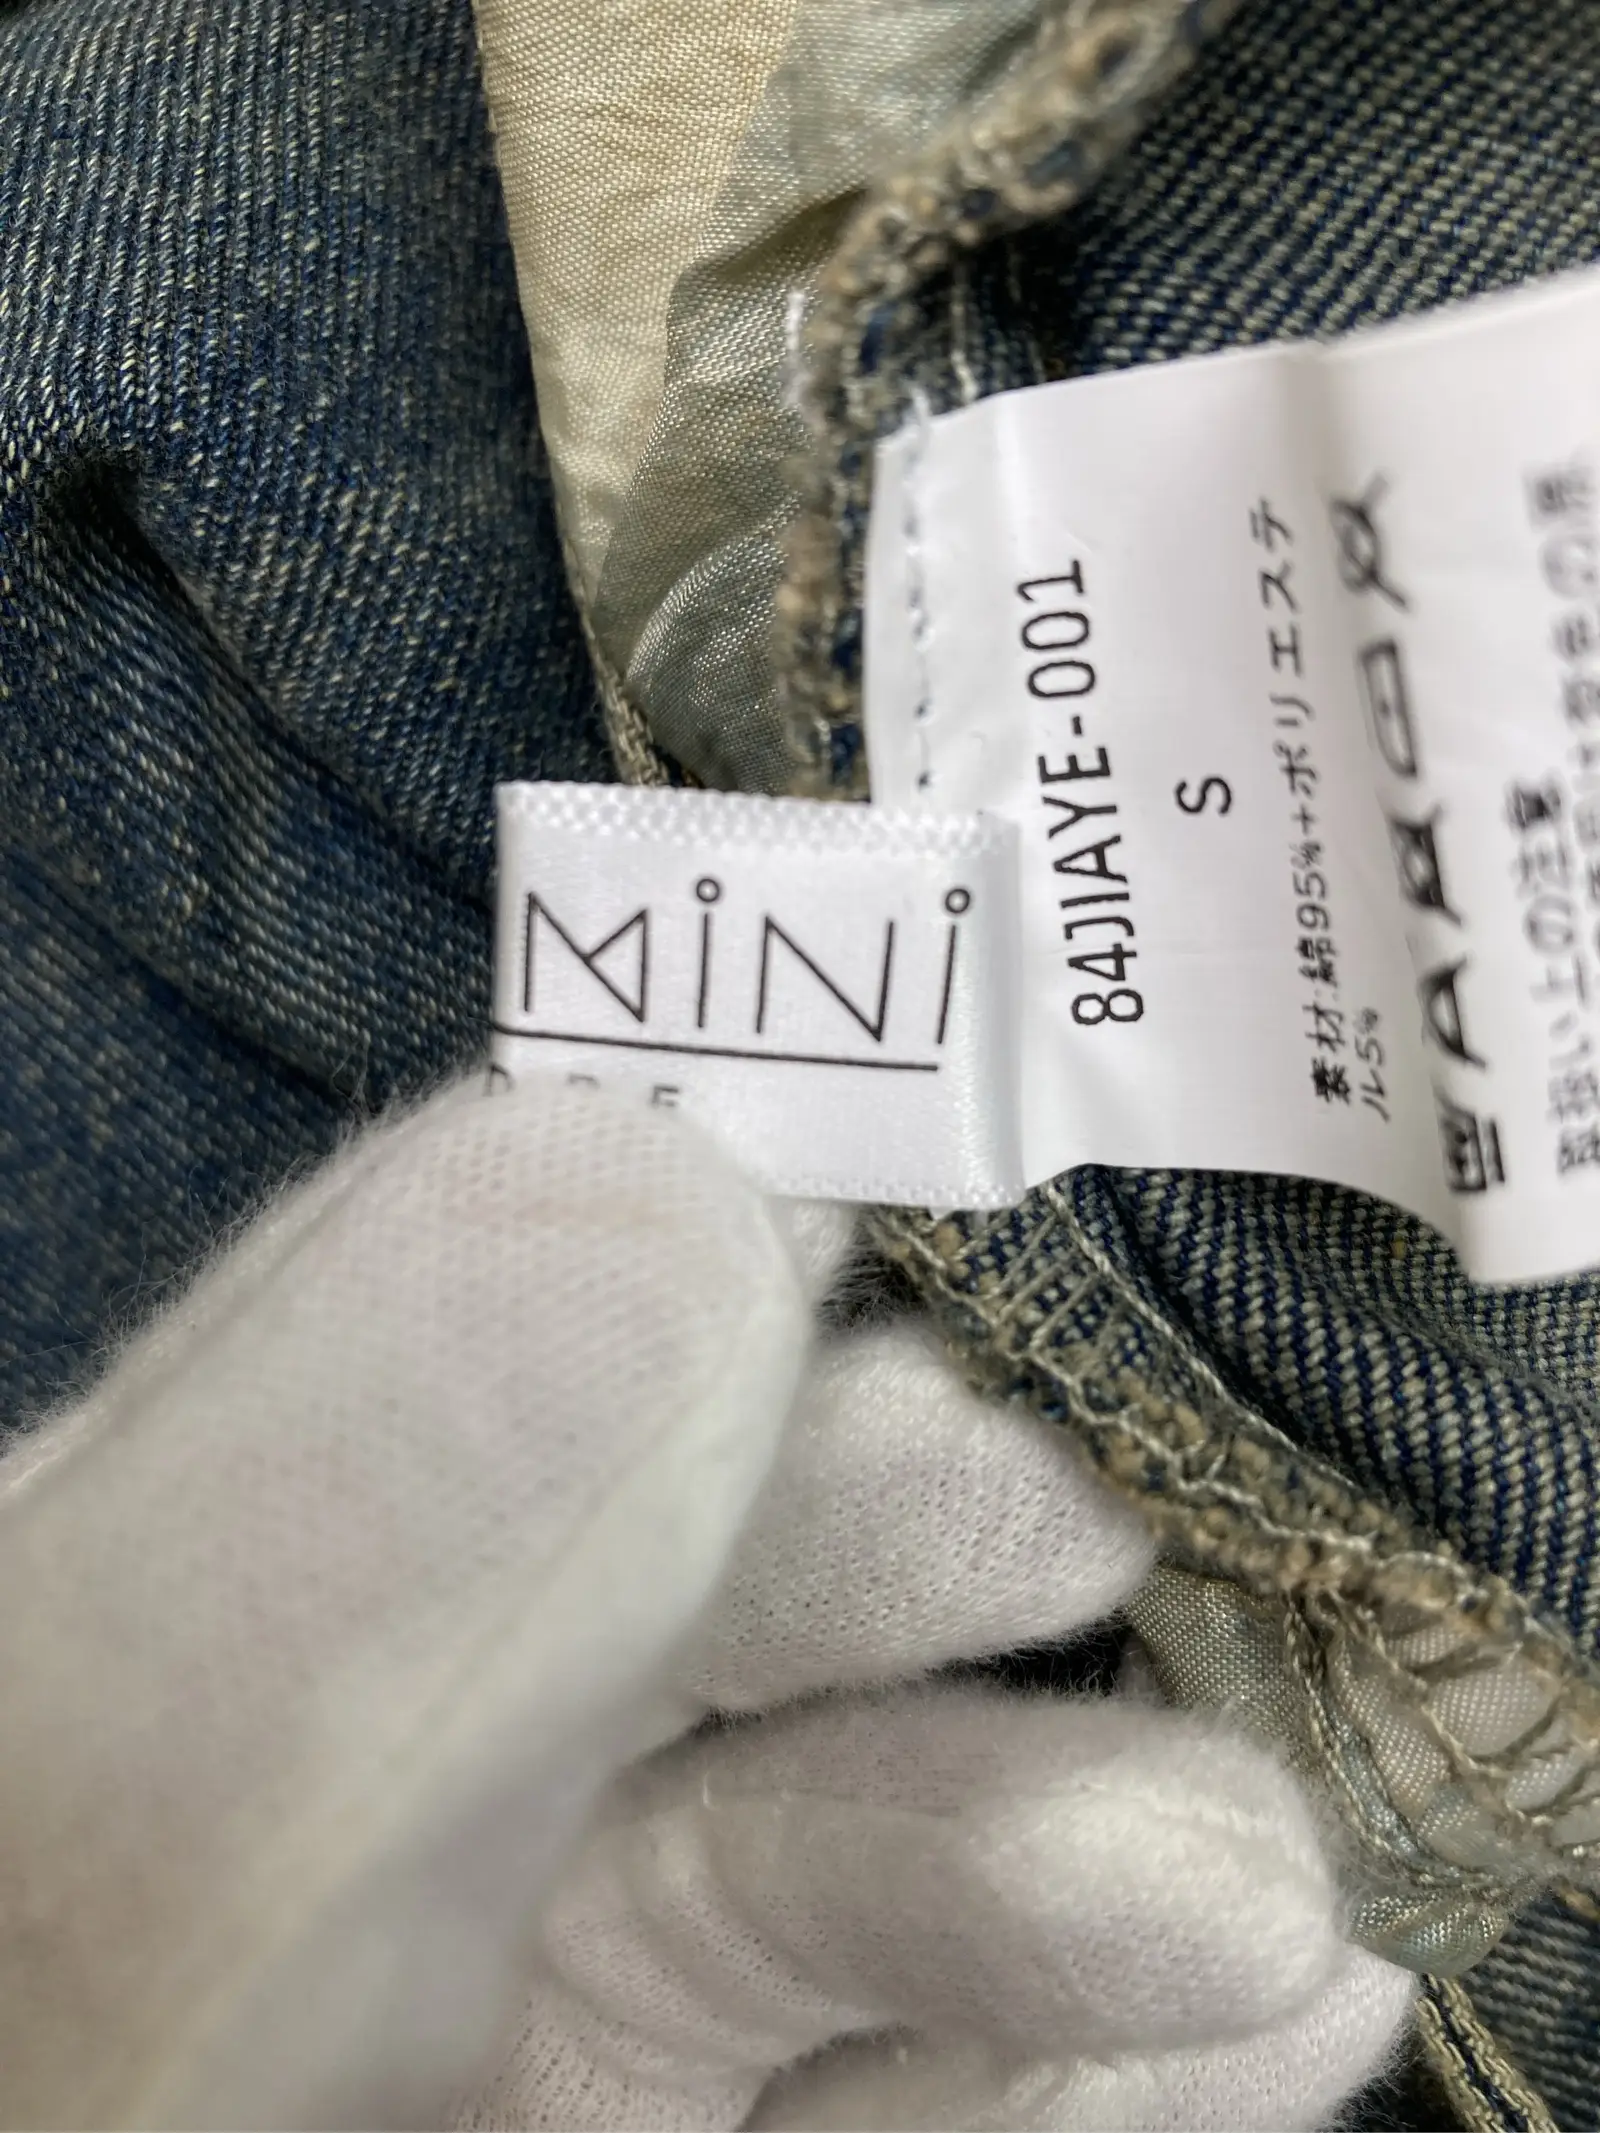 MiNi
84JIAYE-001
S
素材:綿95%+ポリエステ
ル5%
取扱い上の注意